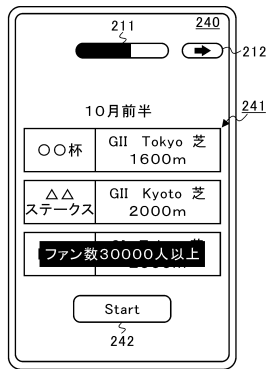 211
240
212
241
10月前半
〇〇杯
GII Tokyo 芝
1600m
△△
ステークス
GII Kyoto 芝
2000m
ファン数30000人以上
Start
242